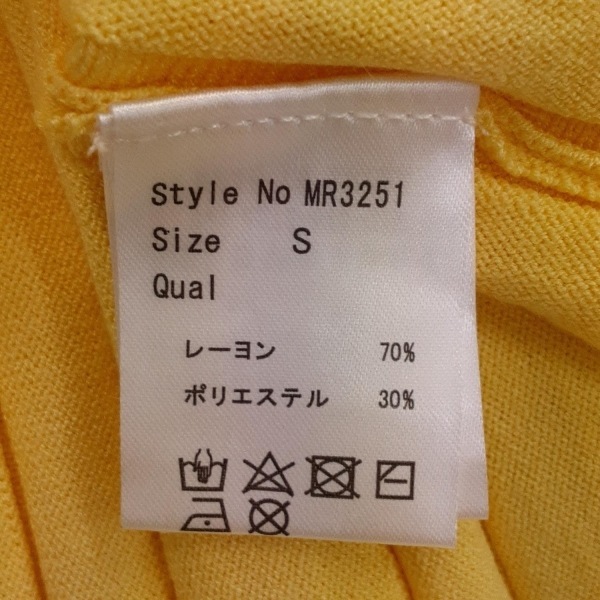 Style No MR3251
Size S
Qual
レーヨン 70%
ポリエステル 30%